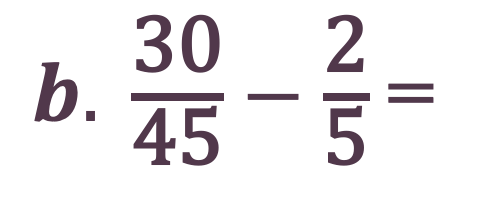 b. 30/45 − 2/5 =